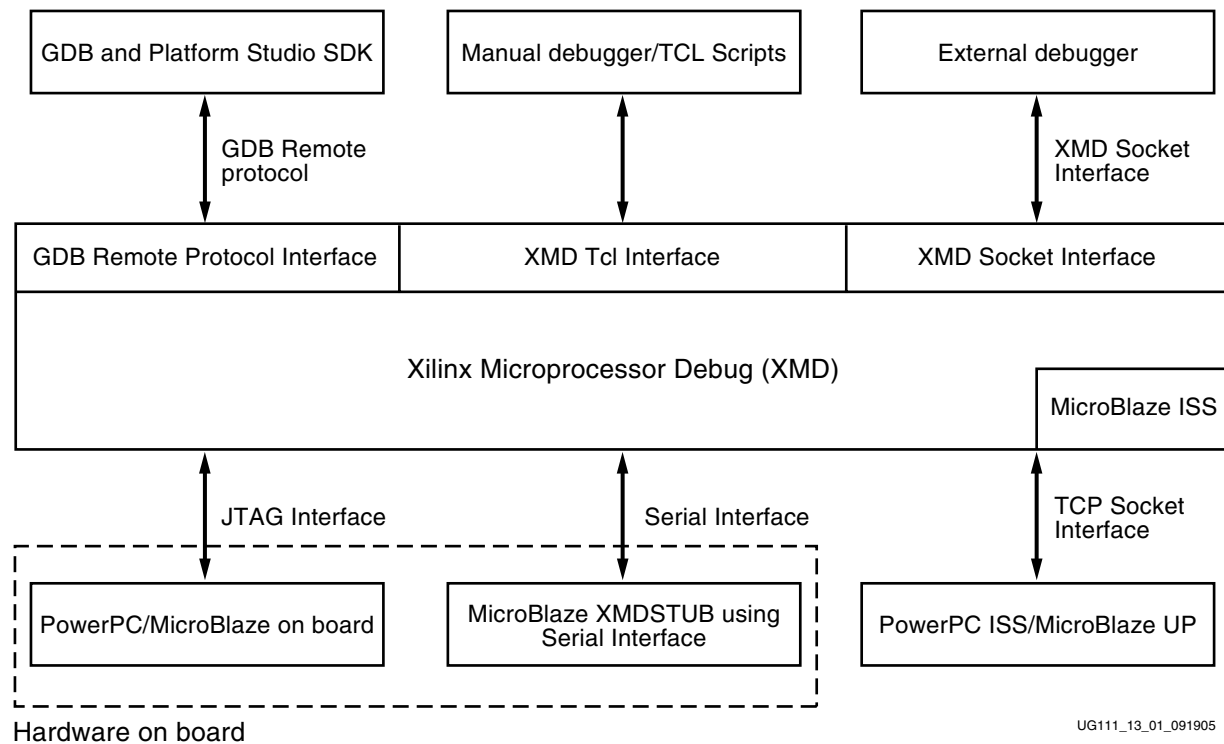 GDB and Platform Studio SDK
Manual debugger/TCL Scripts
External debugger
GDB Remote
protocol
XMD Socket
Interface
GDB Remote Protocol Interface
XMD Tcl Interface
XMD Socket Interface
Xilinx Microprocessor Debug (XMD)
MicroBlaze ISS
JTAG Interface
Serial Interface
TCP Socket
Interface
PowerPC/MicroBlaze on board
MicroBlaze XMDSTUB using
Serial Interface
PowerPC ISS/MicroBlaze UP
Hardware on board
UG111_13_01_091905